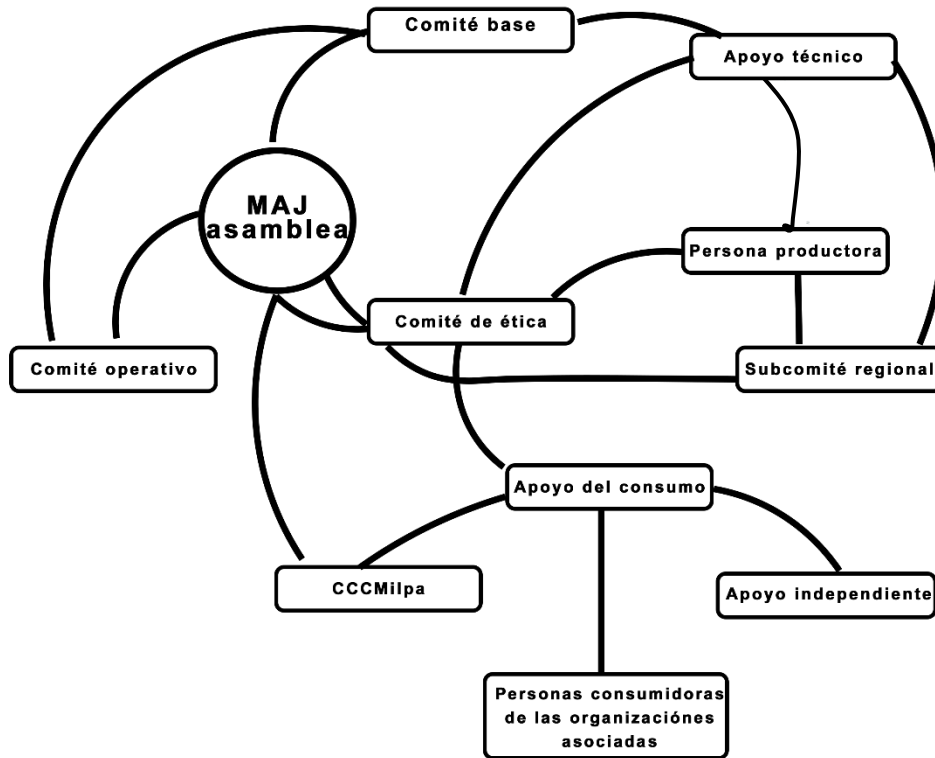 Comité base
Apoyo técnico
MAJ
asamblea
Persona productora
Comité de ética
Comité operativo
Subcomité regional
Apoyo del consumo
CCCMilpa
Apoyo independiente
Personas consumidoras
de las organizaciónes
asociadas